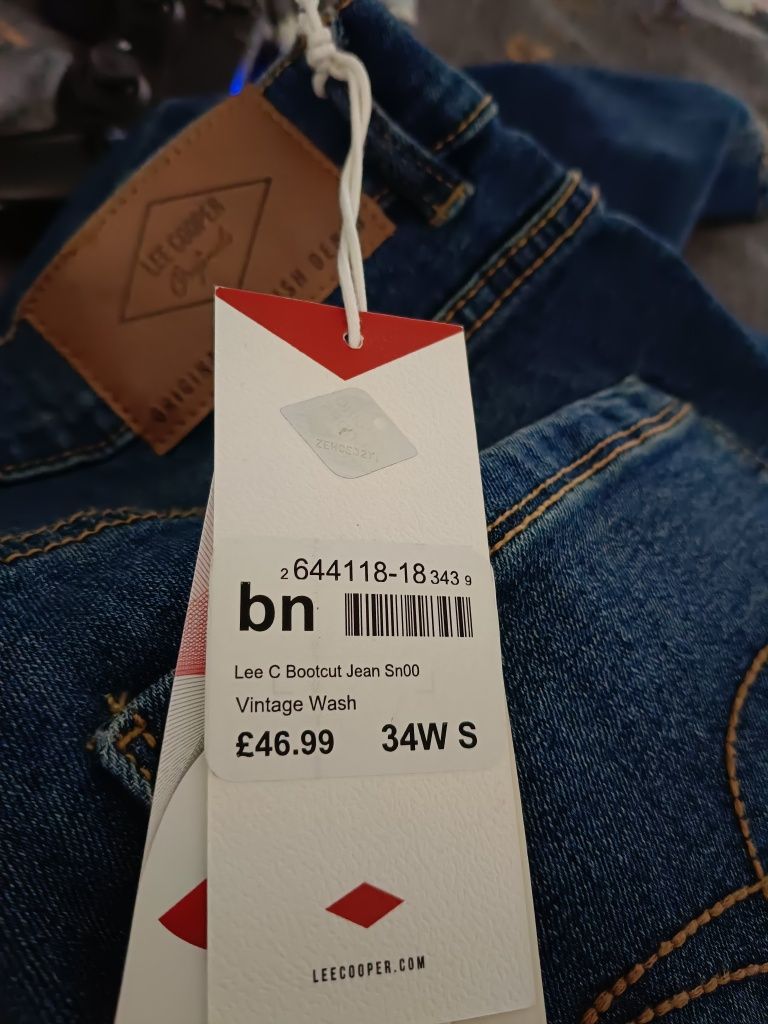 LEE COOPER
Originals
2 644118-18 343 9
bn
Lee C Bootcut Jean Sn00
Vintage Wash
£46.99 34W S
LEECOOPER.COM